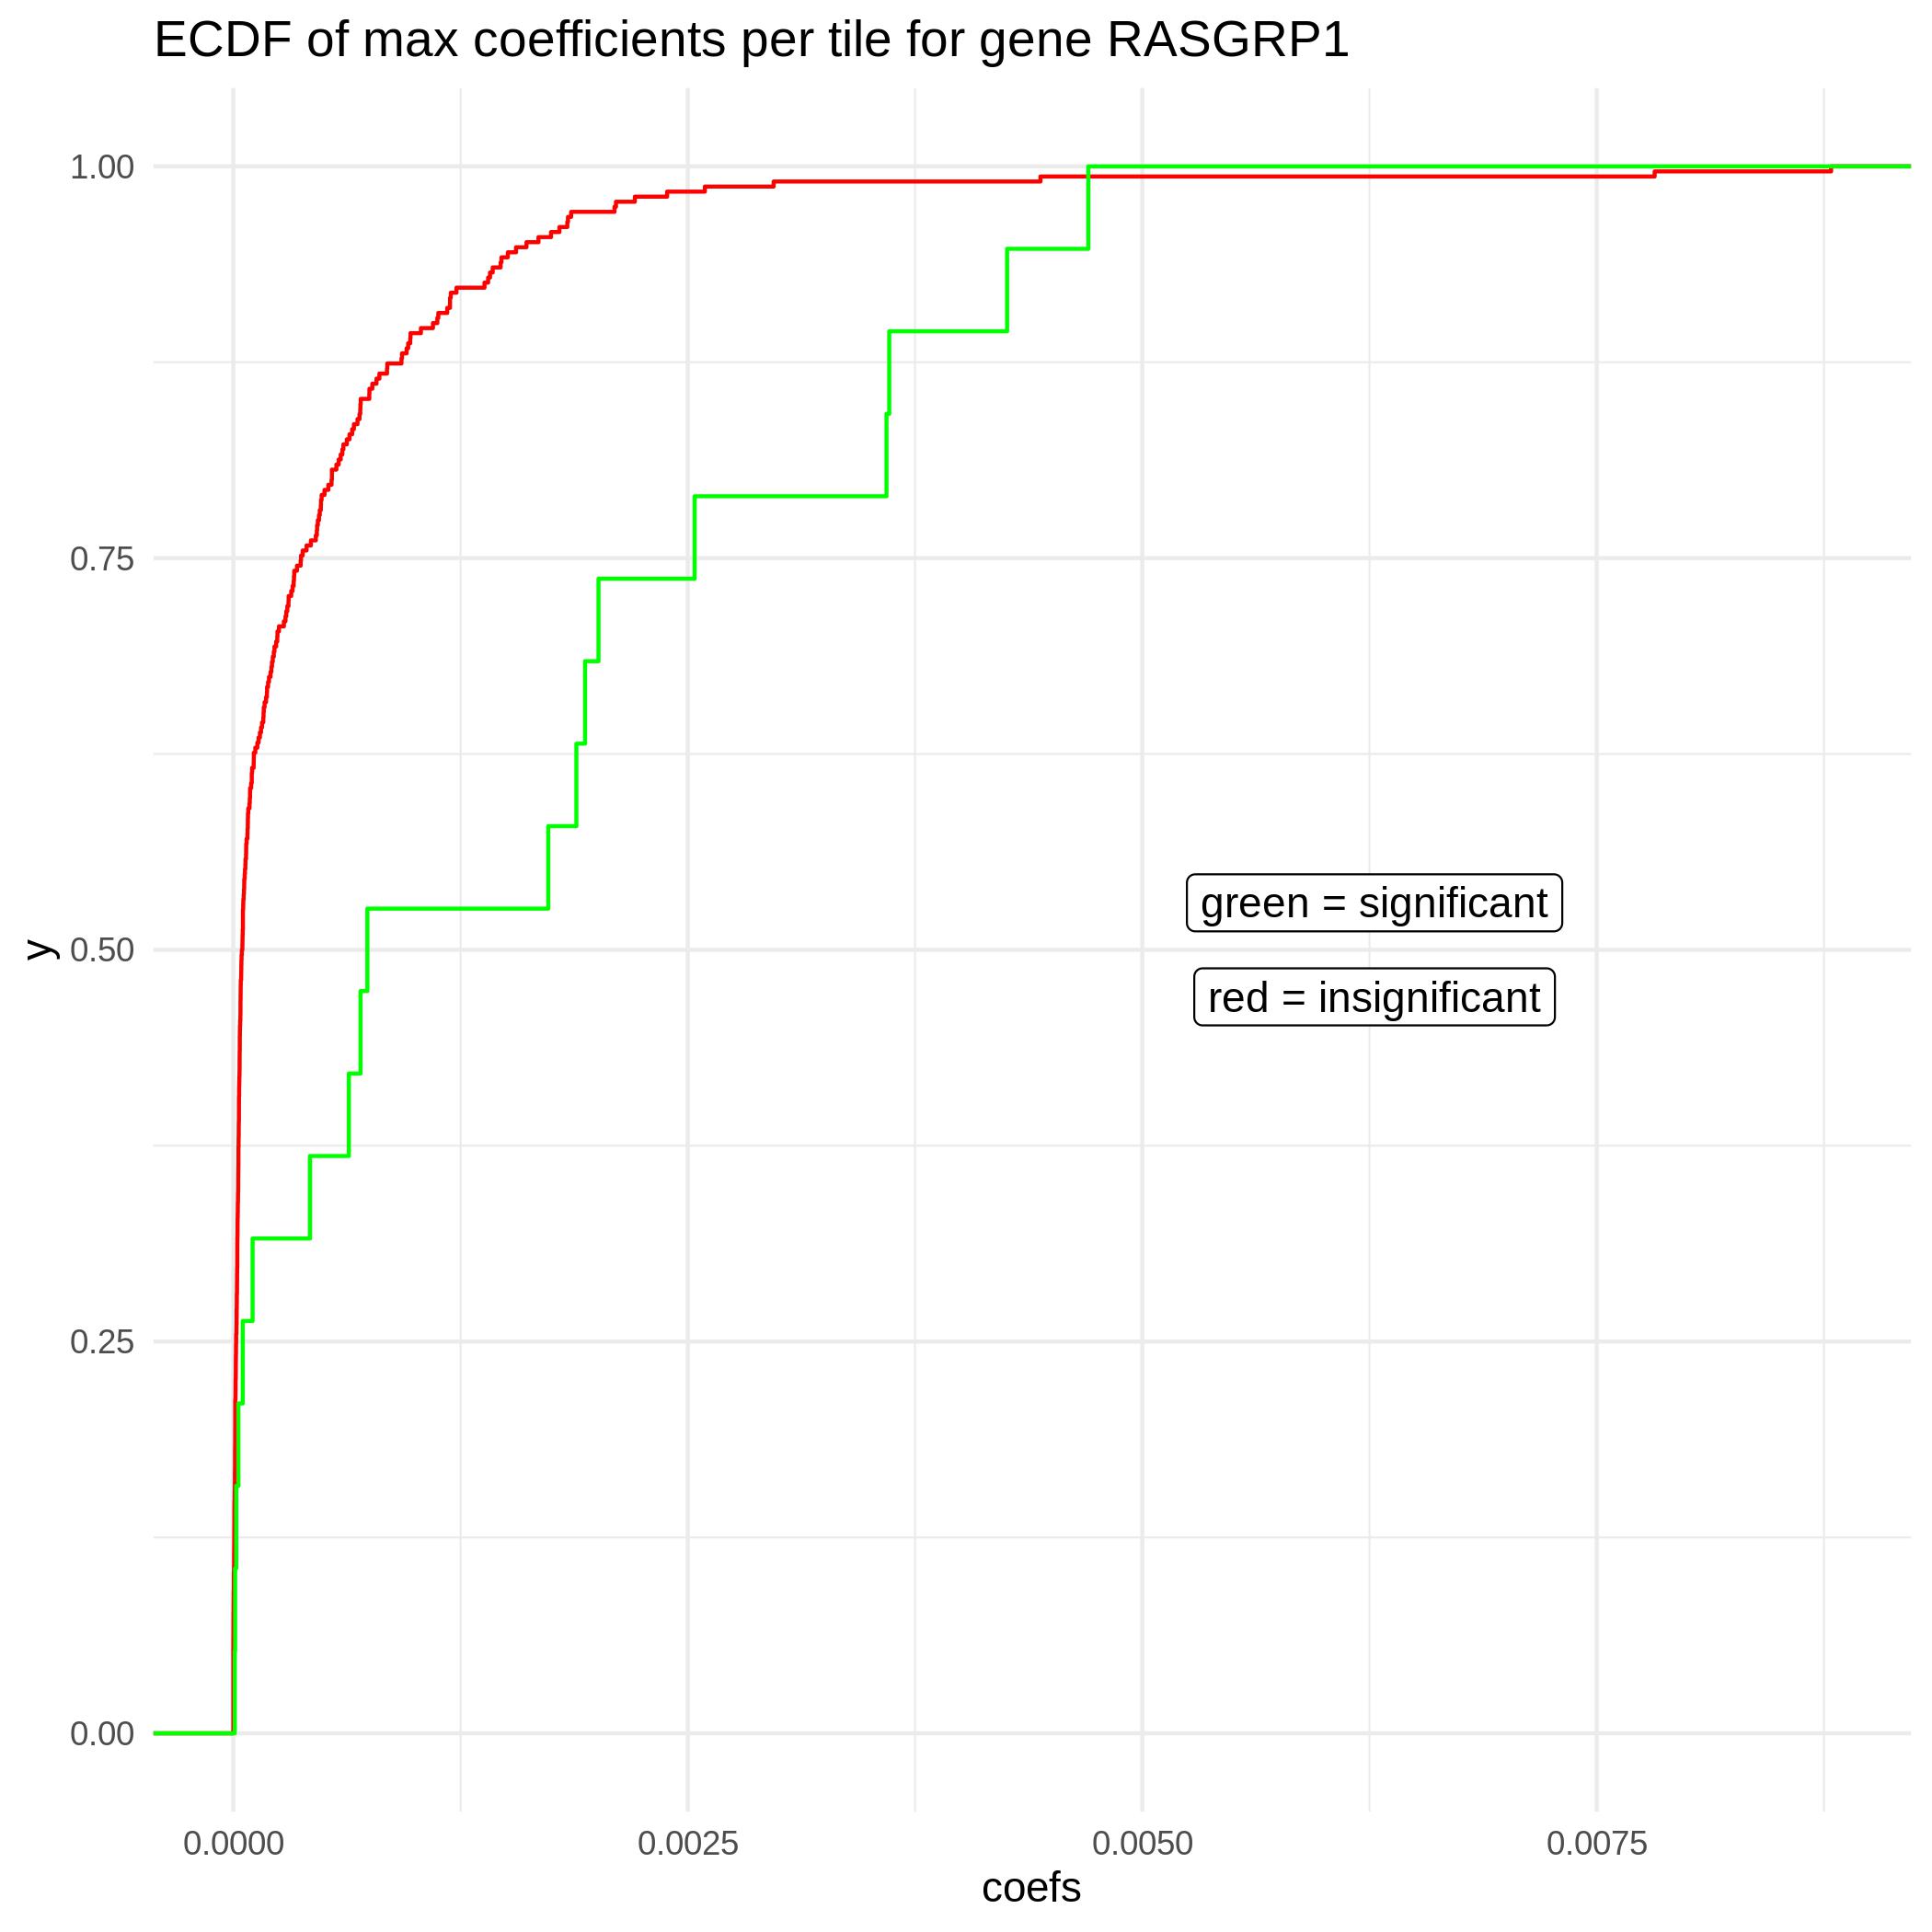 ECDF of max coefficients per tile for gene RASGRP1
1.00
0.75
0.50
0.25
0.00
y
green = significant
red = insignificant
0.0000 0.0025 0.0050 0.0075
coefs